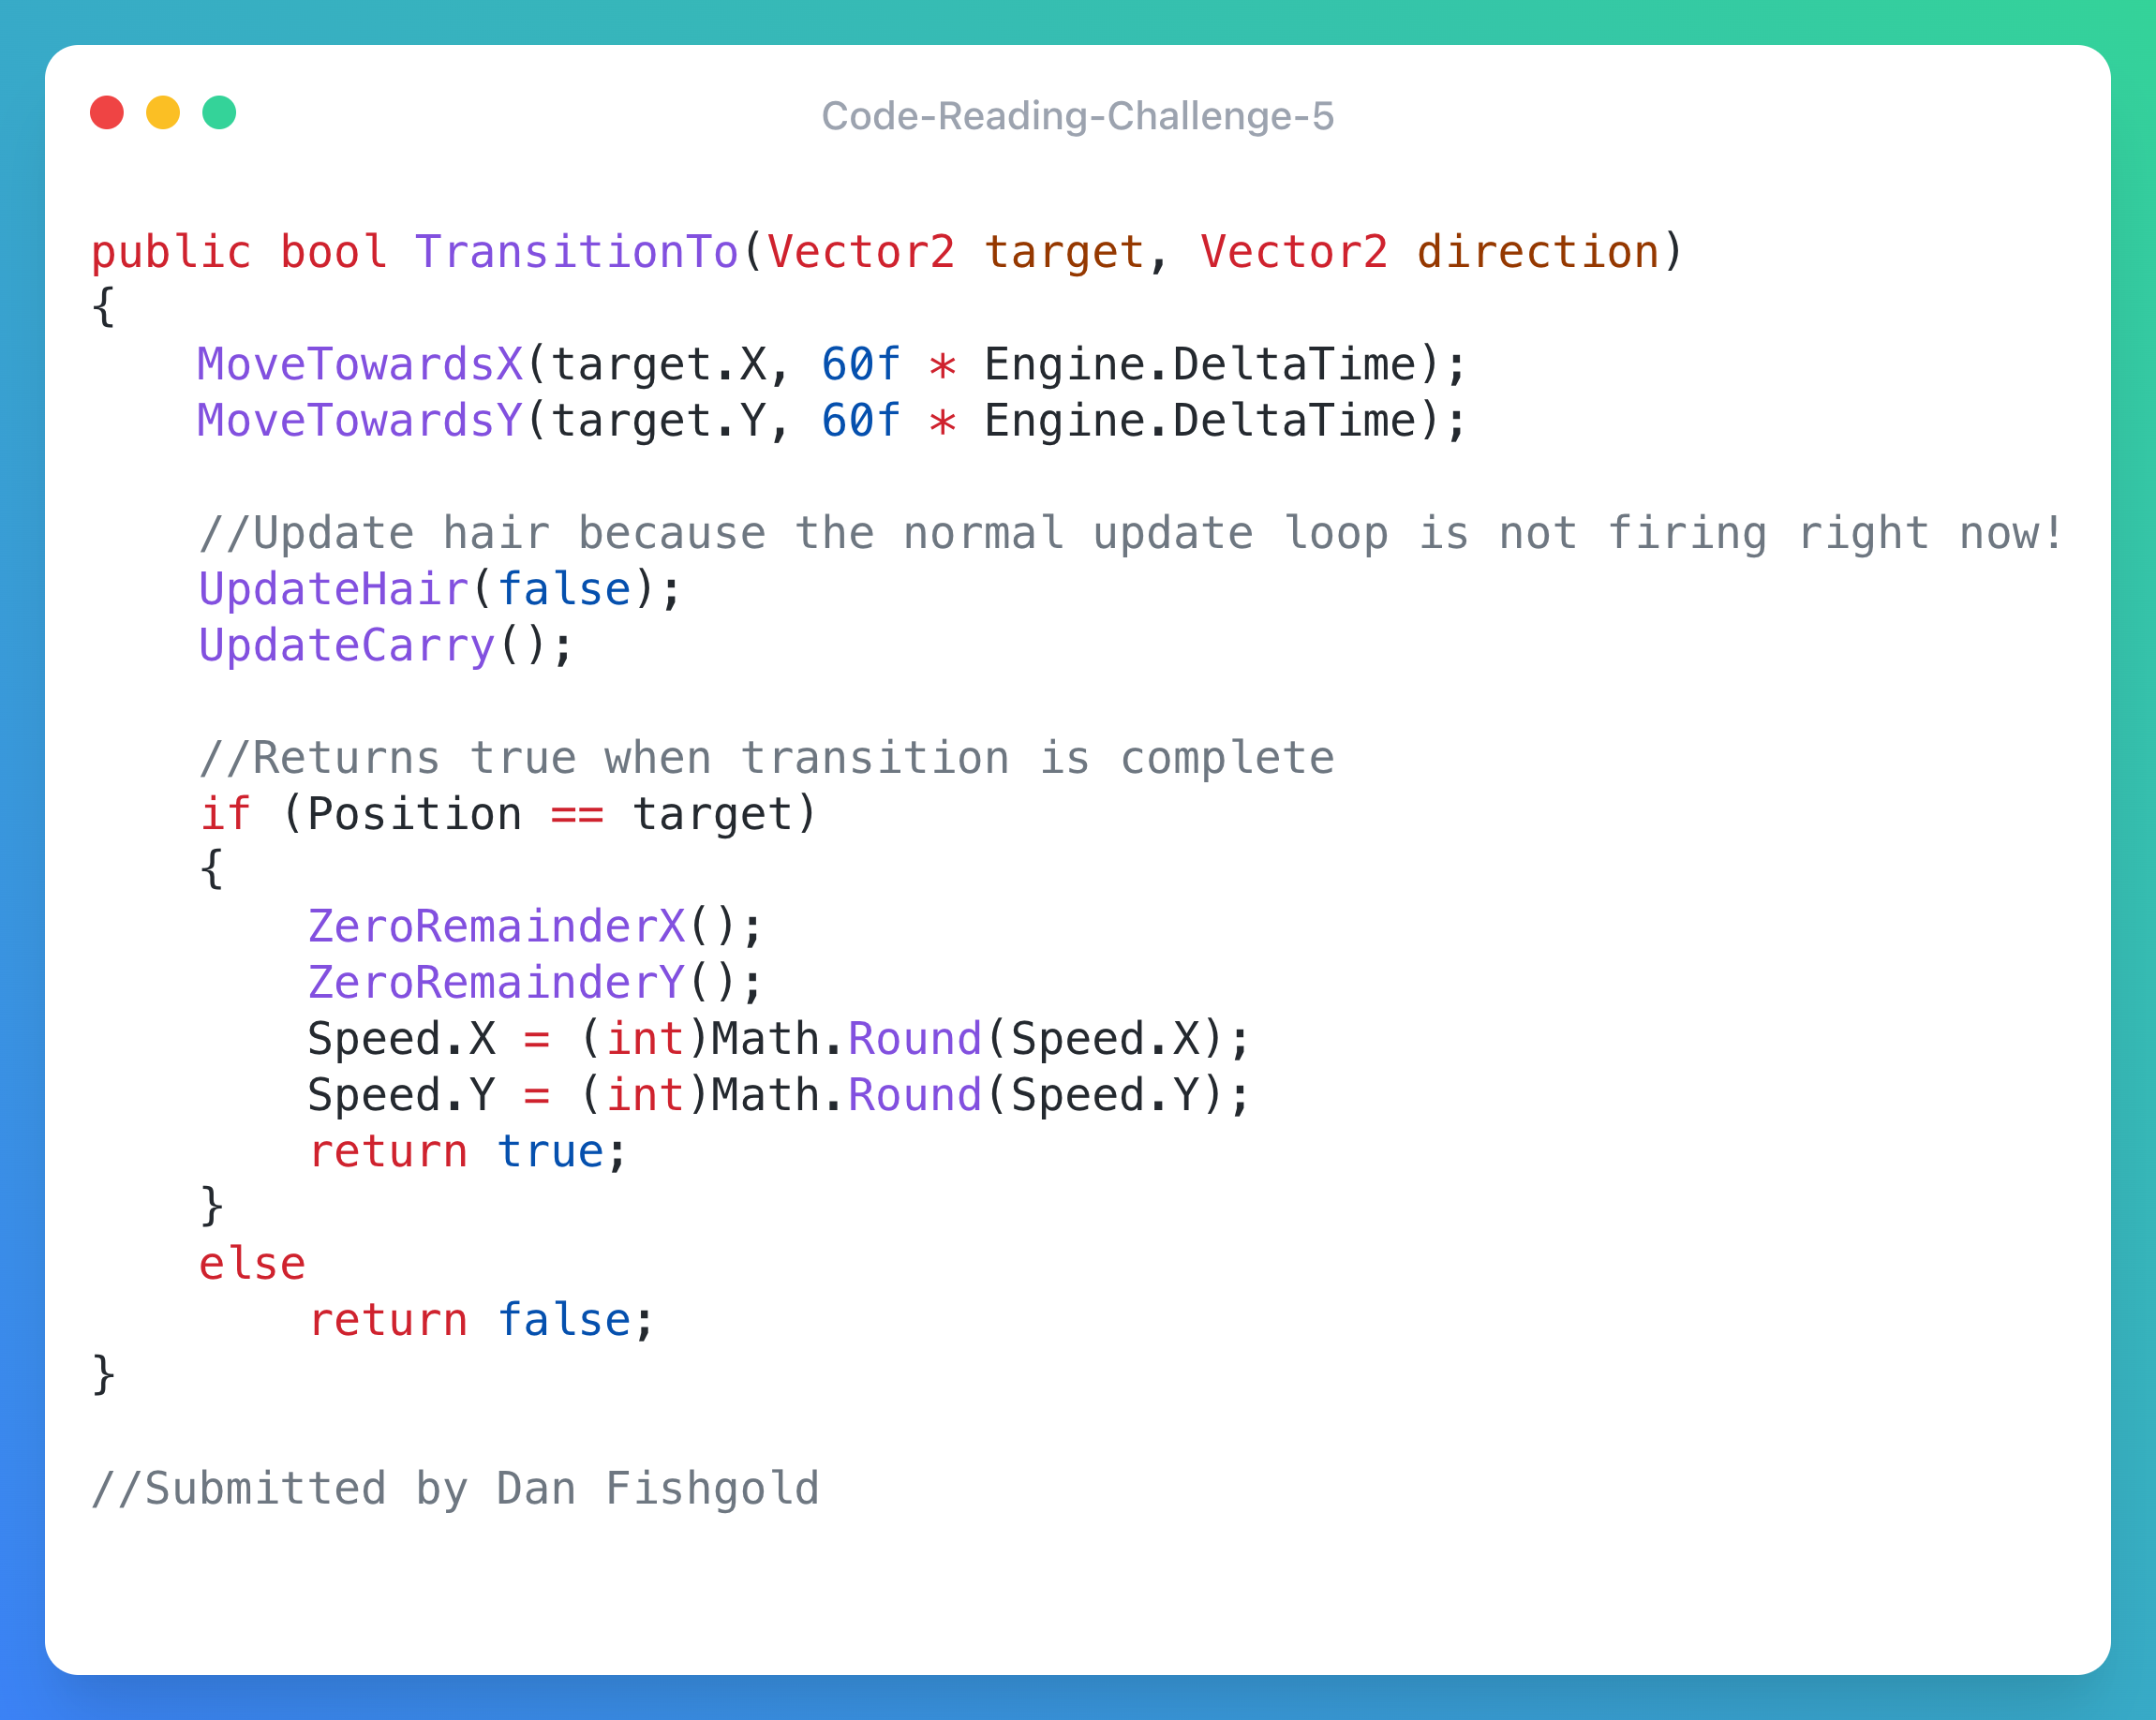 Code-Reading-Challenge-5
public bool TransitionTo(Vector2 target, Vector2 direction)
{
    MoveTowardsX(target.X, 60f * Engine.DeltaTime);
    MoveTowardsY(target.Y, 60f * Engine.DeltaTime);
    //Update hair because the normal update loop is not firing right now!
    UpdateHair(false);
    UpdateCarry();
    //Returns true when transition is complete
    if (Position == target)
    {
        ZeroRemainderX();
        ZeroRemainderY();
        Speed.X = (int)Math.Round(Speed.X);
        Speed.Y = (int)Math.Round(Speed.Y);
        return true;
    }
    else
        return false;
}
//Submitted by Dan Fishgold